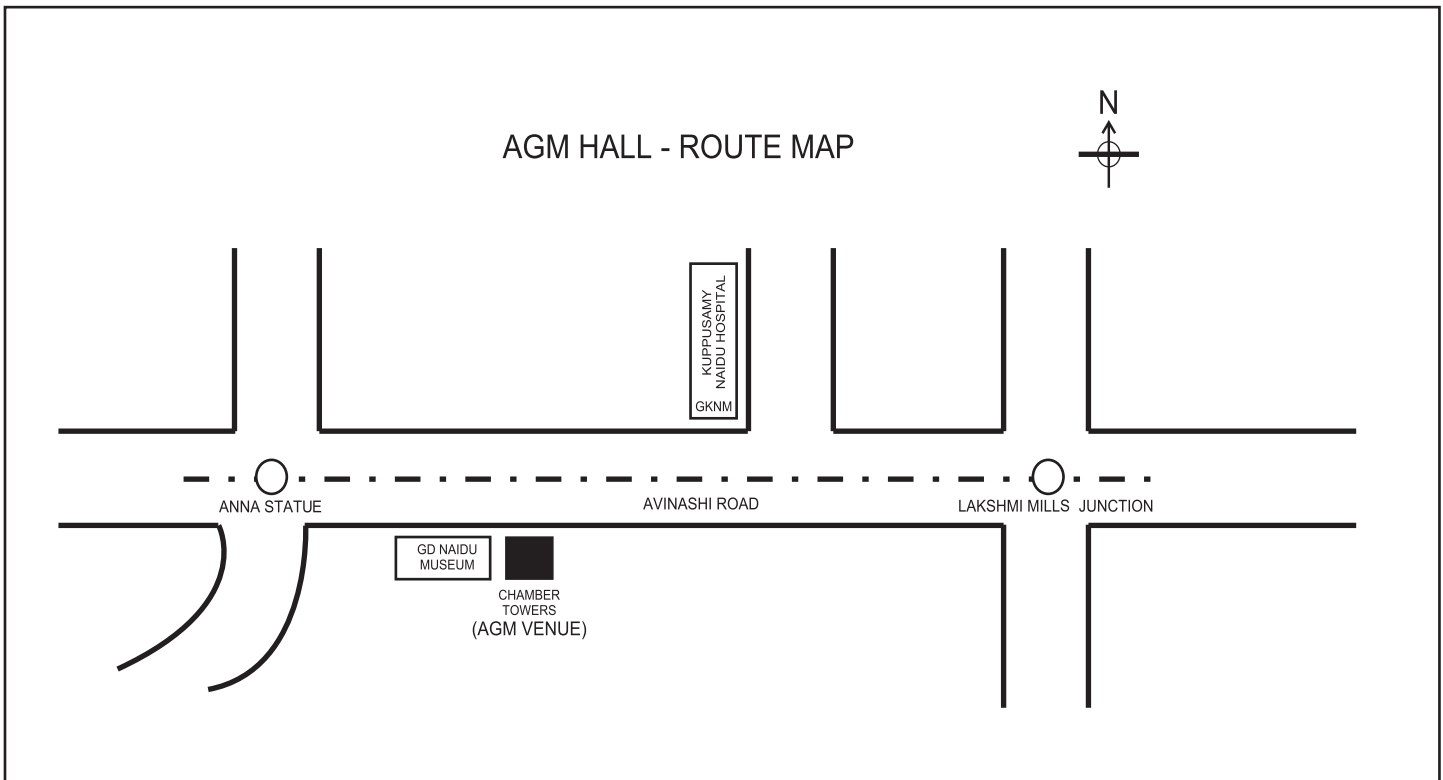 N
AGM HALL - ROUTE MAP
KUPPUSAMY
NAIDU HOSPITAL
GKNM
ANNA STATUE
AVINASHI ROAD
LAKSHMI MILLS JUNCTION
GD NAIDU
MUSEUM
CHAMBER
TOWERS
(AGM VENUE)